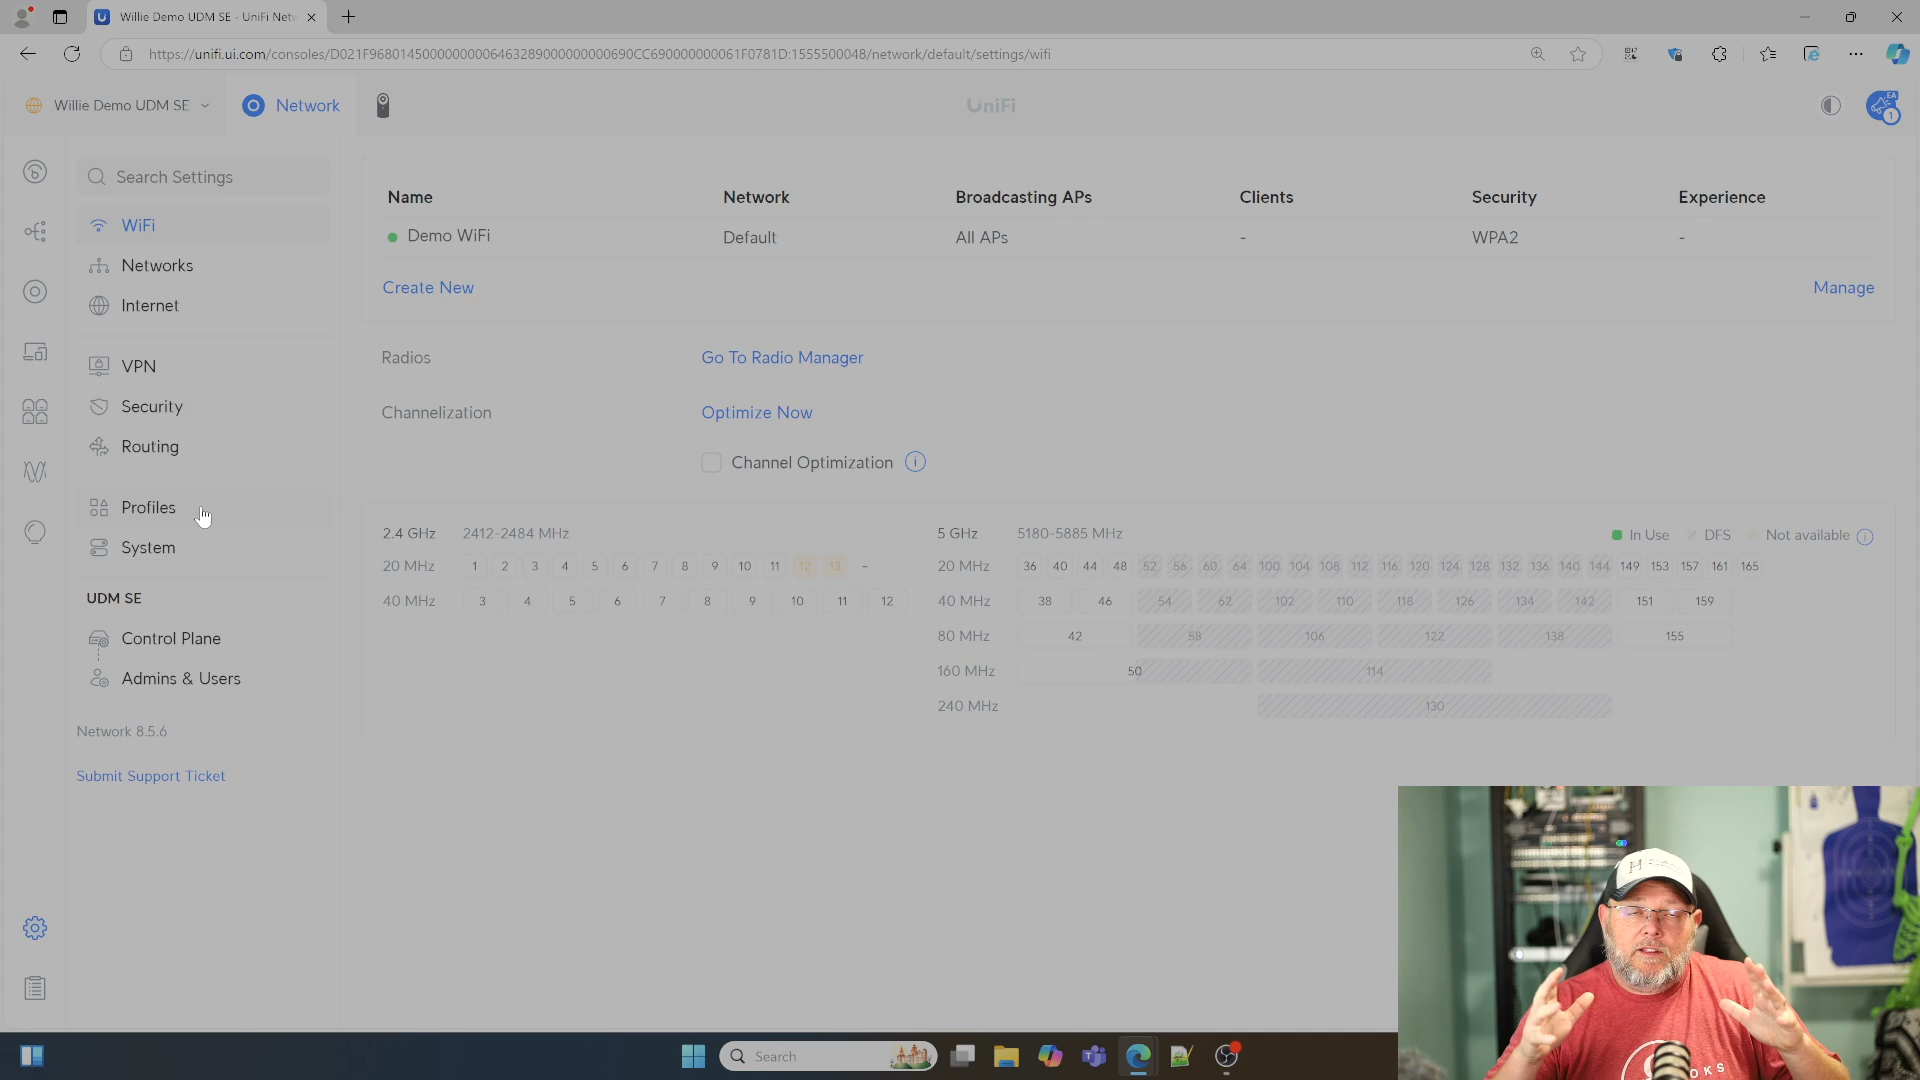 Willie Demo UDM SE - UniFi Netw
https://unifi.ui.com/consoles/D021F96801450000000006463289000000000690CC690000000061F0781D:1555500048/network/default/settings/wifi
Willie Demo UDM SE
Network
UniFi
EA
1
Search Settings
WiFi
Networks
Internet
VPN
Security
Routing
Profiles
System
UDM SE
Control Plane
Admins & Users
Network 8.5.6
Submit Support Ticket
Name Network Broadcasting APs Clients Security Experience
Demo WiFi Default All APs - WPA2 -
Create New Manage
Radios Go To Radio Manager
Channelization Optimize Now
Channel Optimization
2.4 GHz 2412-2484 MHz
20 MHz 1 2 3 4 5 6 7 8 9 10 11 12 13 -
40 MHz 3 4 5 6 7 8 9 10 11 12
5 GHz 5180-5885 MHz In Use DFS Not available
20 MHz 36 40 44 48 52 56 60 64 100 104 108 112 116 120 124 128 132 136 140 144 149 153 157 161 165
40 MHz 38 46 54 62 102 110 118 126 134 142 151 159
80 MHz 42 58 106 122 138 155
160 MHz 50 114
240 MHz 130
Search
H
OKS